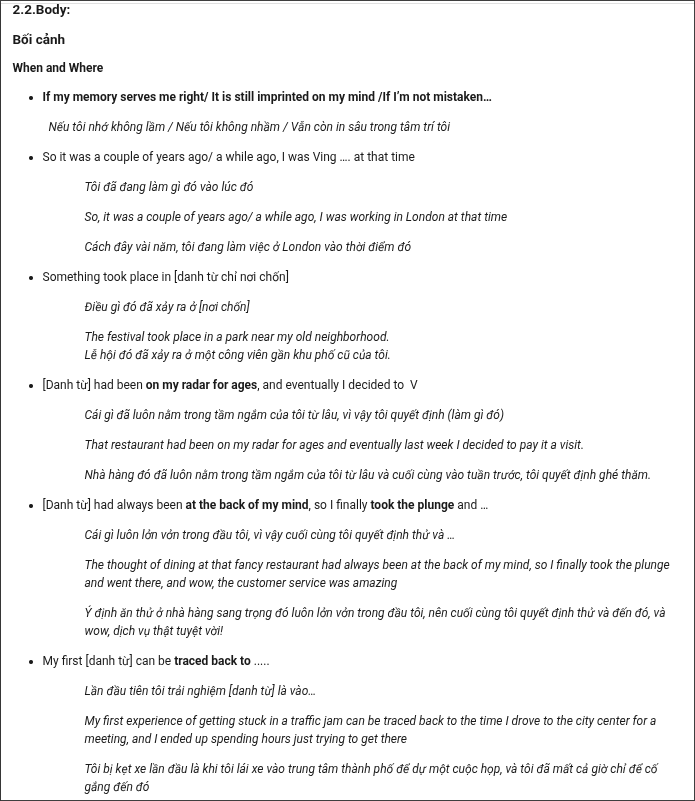 2.2.Body:
Bối cảnh
When and Where
If my memory serves me right/ It is still imprinted on my mind /If I'm not mistaken...
Nếu tôi nhớ không lầm / Nếu tôi không nhầm / Vẫn còn in sâu trong tâm trí tôi
So it was a couple of years ago/ a while ago, I was Ving .... at that time
Tôi đã đang làm gì đó vào lúc đó
So, it was a couple of years ago/ a while ago, I was working in London at that time
Cách đây vài năm, tôi đang làm việc ở London vào thời điểm đó
Something took place in [danh từ chỉ nơi chốn]
Điều gì đó đã xảy ra ở [nơi chốn]
The festival took place in a park near my old neighborhood.
Lễ hội đó đã xảy ra ở một công viên gần khu phố cũ của tôi.
[Danh từ] had been on my radar for ages, and eventually I decided to  V
Cái gì đã luôn nằm trong tầm ngắm của tôi từ lâu, vì vậy tôi quyết định (làm gì đó)
That restaurant had been on my radar for ages and eventually last week I decided to pay it a visit.
Nhà hàng đó đã luôn nằm trong tầm ngắm của tôi từ lâu và cuối cùng vào tuần trước, tôi quyết định ghé thăm.
[Danh từ] had always been at the back of my mind, so I finally took the plunge and ...
Cái gì luôn lởn vởn trong đầu tôi, vì vậy cuối cùng tôi quyết định thử và ...
The thought of dining at that fancy restaurant had always been at the back of my mind, so I finally took the plunge
and went there, and wow, the customer service was amazing
Ý định ăn thử ở nhà hàng sang trọng đó luôn lởn vởn trong đầu tôi, nên cuối cùng tôi quyết định thử và đến đó, và
wow, dịch vụ thật tuyệt vời!
My first [danh từ] can be traced back to .....
Lần đầu tiên tôi trải nghiệm [danh từ] là vào...
My first experience of getting stuck in a traffic jam can be traced back to the time I drove to the city center for a
meeting, and I ended up spending hours just trying to get there
Tôi bị kẹt xe lần đầu là khi tôi lái xe vào trung tâm thành phố để dự một cuộc họp, và tôi đã mất cả giờ chỉ để cố
gắng đến đó